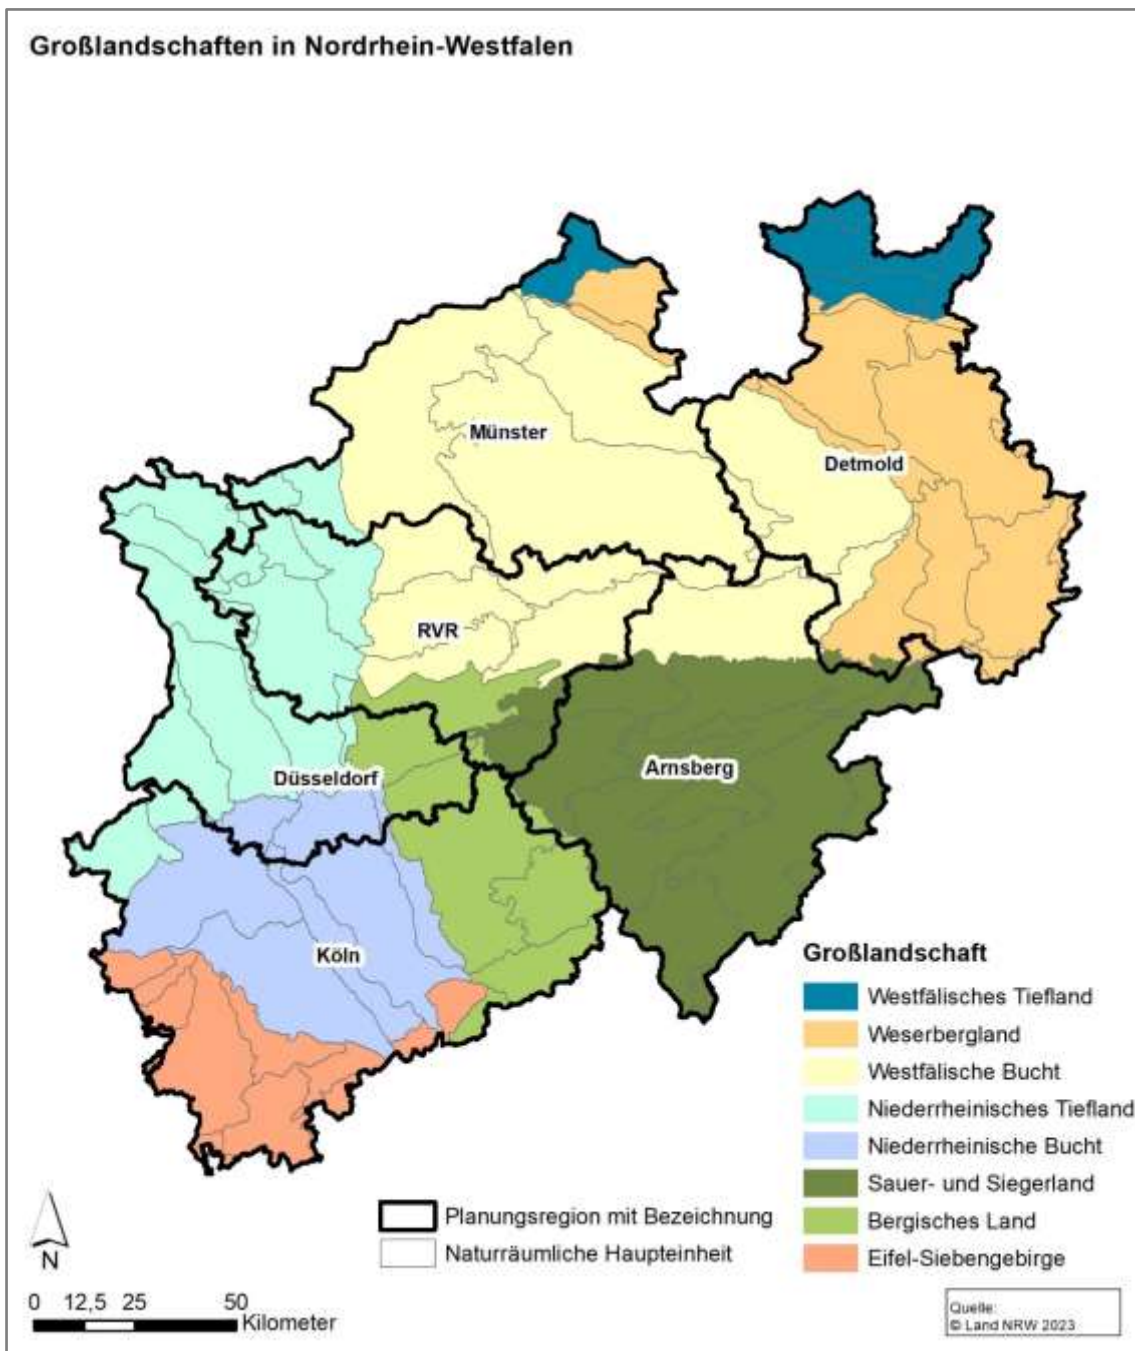 Großlandschaften in Nordrhein-Westfalen
Münster
Detmold
RVR
Düsseldorf
Arnsberg
Köln
Großlandschaft
Westfälisches Tiefland
Weserbergland
Westfälische Bucht
Niederrheinisches Tiefland
Niederrheinische Bucht
Sauer- und Siegerland
Bergisches Land
Eifel-Siebengebirge
Planungsregion mit Bezeichnung
Naturräumliche Haupteinheit
N
0 12,5 25 50
Kilometer
Quelle:
© Land NRW 2023